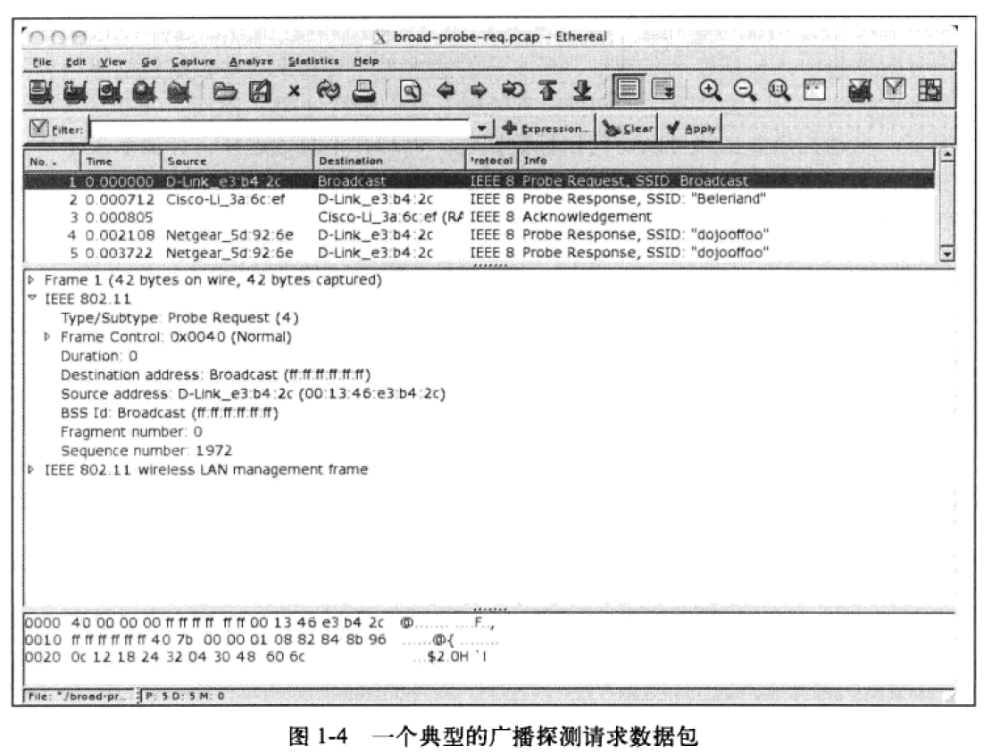 broad-probe-req.pcap - Ethereal
File Edit View Go Capture Analyze Statistics Help
Filter: Expression... Clear Apply
No. . Time Source Destination Protocol Info
1 0.000000 D-Link_e3:b4:2c Broadcast IEEE 8 Probe Request, SSID: Broadcast
2 0.000712 Cisco-Li_3a:6c:ef D-Link_e3:b4:2c IEEE 8 Probe Response, SSID: "Beleriand"
3 0.000805 Cisco-Li_3a:6c:ef (RA IEEE 8 Acknowledgement
4 0.002108 Netgear_5d:92:6e D-Link_e3:b4:2c IEEE 8 Probe Response, SSID: "dojooffoo"
5 0.003722 Netgear_5d:92:6e D-Link_e3:b4:2c IEEE 8 Probe Response, SSID: "dojooffoo"
Frame 1 (42 bytes on wire, 42 bytes captured)
IEEE 802.11
Type/Subtype: Probe Request (4)
Frame Control: 0x0040 (Normal)
Duration: 0
Destination address: Broadcast (ff:ff:ff:ff:ff:ff)
Source address: D-Link_e3:b4:2c (00:13:46:e3:b4:2c)
BSS Id: Broadcast (ff:ff:ff:ff:ff:ff)
Fragment number: 0
Sequence number: 1972
IEEE 802.11 wireless LAN management frame
0000 40 00 00 00 ff ff ff ff ff ff 00 13 46 e3 b4 2c @....... ....F..,
0010 ff ff ff ff ff ff 40 7b 00 00 01 08 82 84 8b 96 ......@{ ........
0020 0c 12 18 24 32 04 30 48 60 6c ...$2.0H `l
File: "./broad-pr... P: 5 D: 5 M: 0
图 1-4 一个典型的广播探测请求数据包